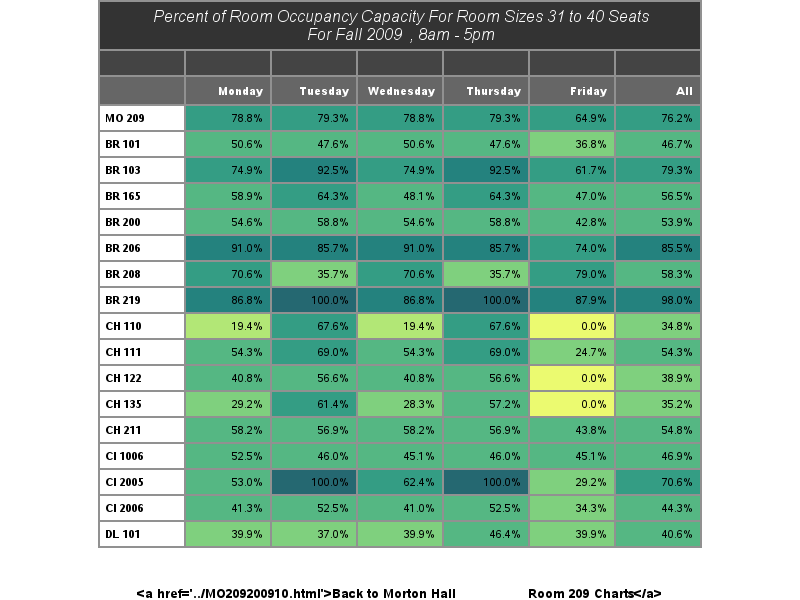 Percent of Room Occupancy Capacity For Room Sizes 31 to 40 Seats
For Fall 2009 , 8am - 5pm
Monday Tuesday Wednesday Thursday Friday All
MO 209 78.8% 79.3% 78.8% 79.3% 64.9% 76.2%
BR 101 50.6% 47.6% 50.6% 47.6% 36.8% 46.7%
BR 103 74.9% 92.5% 74.9% 92.5% 61.7% 79.3%
BR 165 58.9% 64.3% 48.1% 64.3% 47.0% 56.5%
BR 200 54.6% 58.8% 54.6% 58.8% 42.8% 53.9%
BR 206 91.0% 85.7% 91.0% 85.7% 74.0% 85.5%
BR 208 70.6% 35.7% 70.6% 35.7% 79.0% 58.3%
BR 219 86.8% 100.0% 86.8% 100.0% 87.9% 98.0%
CH 110 19.4% 67.6% 19.4% 67.6% 0.0% 34.8%
CH 111 54.3% 69.0% 54.3% 69.0% 24.7% 54.3%
CH 122 40.8% 56.6% 40.8% 56.6% 0.0% 38.9%
CH 135 29.2% 61.4% 28.3% 57.2% 0.0% 35.2%
CH 211 58.2% 56.9% 58.2% 56.9% 43.8% 54.8%
CI 1006 52.5% 46.0% 45.1% 46.0% 45.1% 46.9%
CI 2005 53.0% 100.0% 62.4% 100.0% 29.2% 70.6%
CI 2006 41.3% 52.5% 41.0% 52.5% 34.3% 44.3%
DL 101 39.9% 37.0% 39.9% 46.4% 39.9% 40.6%
<a href='../MO209200910.html'>Back to Morton Hall Room 209 Charts</a>